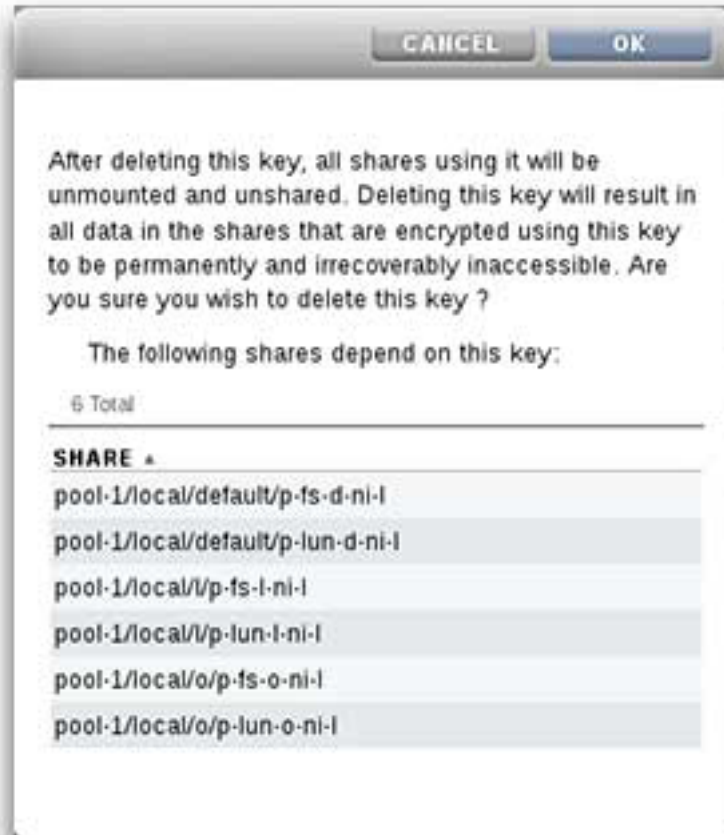 CANCEL OK
After deleting this key, all shares using it will be
unmounted and unshared. Deleting this key will result in
all data in the shares that are encrypted using this key
to be permanently and irrecoverably inaccessible. Are
you sure you wish to delete this key ?
The following shares depend on this key:
6 Total
SHARE ▲
pool-1/local/default/p-fs-d-ni-l
pool-1/local/default/p-lun-d-ni-l
pool-1/local/l/p-fs-l-ni-l
pool-1/local/l/p-lun-l-ni-l
pool-1/local/o/p-fs-o-ni-l
pool-1/local/o/p-lun-o-ni-l